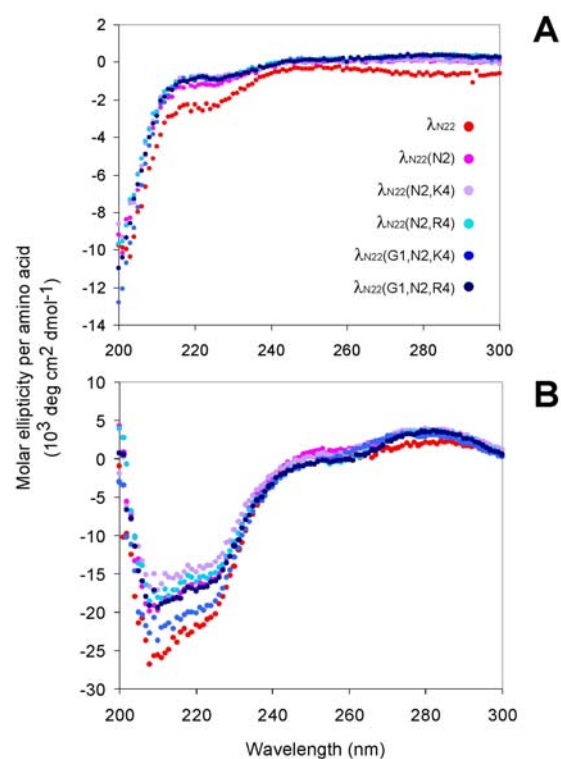 A
2
0
-2
-4
-6
-8
-10
-12
-14
200 220 240 260 280 300
λN22
λN22(N2)
λN22(N2,K4)
λN22(N2,R4)
λN22(G1,N2,K4)
λN22(G1,N2,R4)
Molar ellipticity per amino acid
(10³ deg cm² dmol⁻¹)
B
10
5
0
-5
-10
-15
-20
-25
-30
200 220 240 260 280 300
Wavelength (nm)